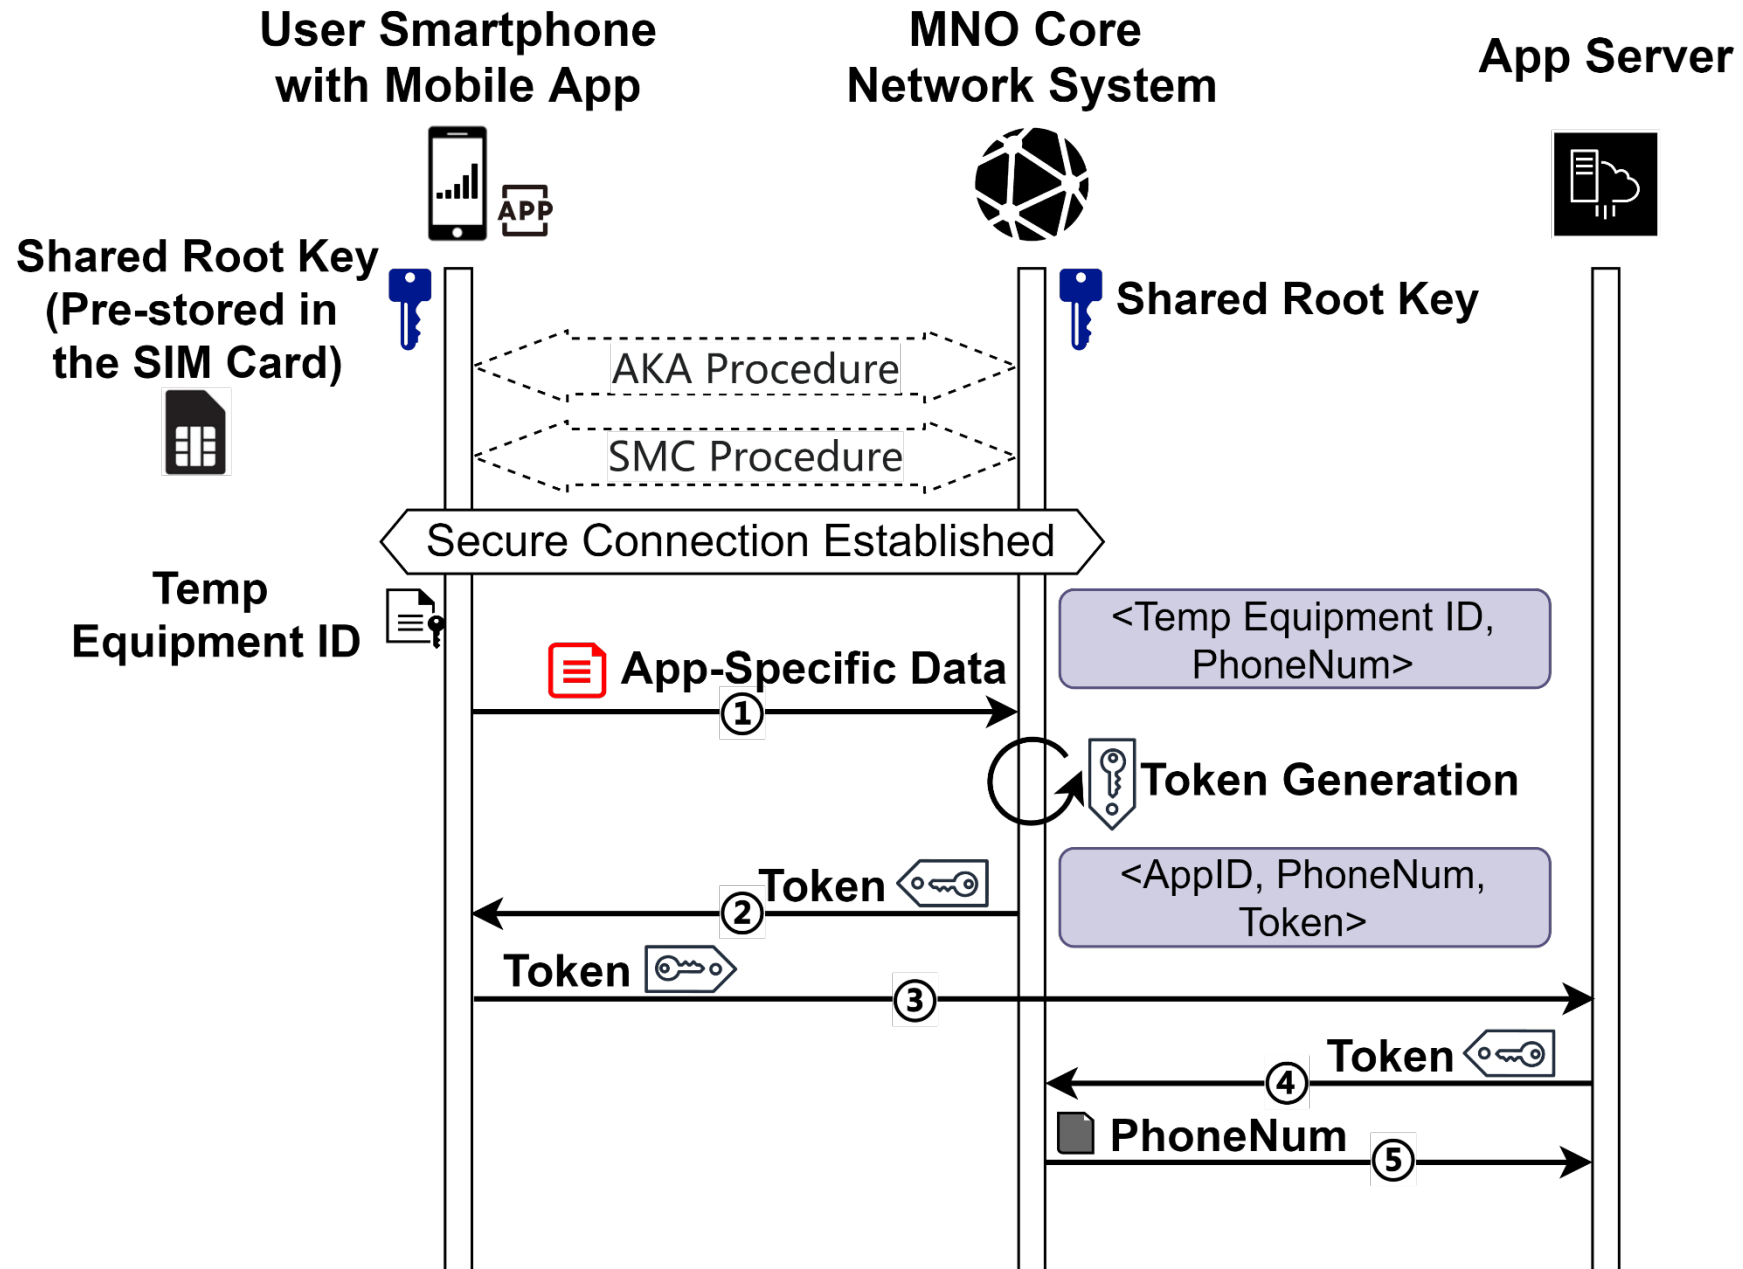 User Smartphone
with Mobile App
MNO Core
Network System
App Server
APP
Shared Root Key
(Pre-stored in
the SIM Card)
Shared Root Key
AKA Procedure
SMC Procedure
Secure Connection Established
Temp
Equipment ID
<Temp Equipment ID,
PhoneNum>
App-Specific Data
①
Token Generation
Token
②
<AppID, PhoneNum,
Token>
Token
③
Token
④
PhoneNum
⑤